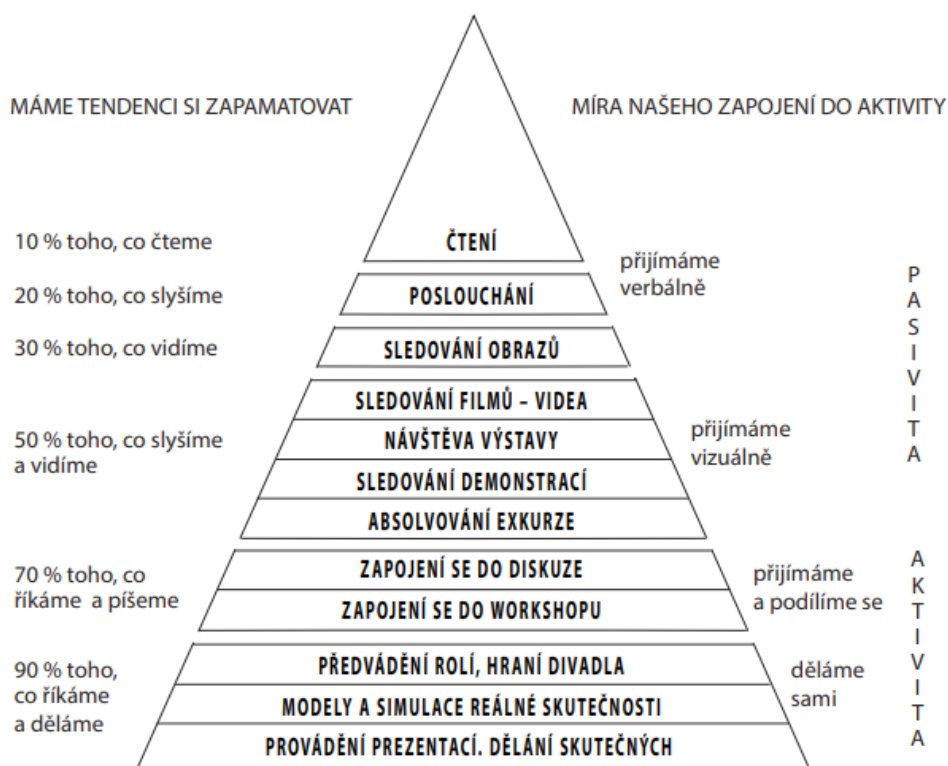 MÁME TENDENCI SI ZAPAMATOVAT
MÍRA NAŠEHO ZAPOJENÍ DO AKTIVITY
10 % toho, co čteme
ČTENÍ
přijímáme
verbálně
20 % toho, co slyšíme
POSLOUCHÁNÍ
30 % toho, co vidíme
SLEDOVÁNÍ OBRAZŮ
50 % toho, co slyšíme
a vidíme
SLEDOVÁNÍ FILMŮ – VIDEA
NÁVŠTĚVA VÝSTAVY
SLEDOVÁNÍ DEMONSTRACÍ
ABSOLVOVÁNÍ EXKURZE
přijímáme
vizuálně
PASIVITA
70 % toho, co
říkáme a píšeme
ZAPOJENÍ SE DO DISKUZE
ZAPOJENÍ SE DO WORKSHOPU
přijímáme
a podílíme se
90 % toho,
co říkáme
a děláme
PŘEDVÁDĚNÍ ROLÍ, HRANÍ DIVADLA
MODELY A SIMULACE REÁLNÉ SKUTEČNOSTI
PROVÁDĚNÍ PREZENTACÍ. DĚLÁNÍ SKUTEČNÝCH
děláme
sami
AKTIVITA